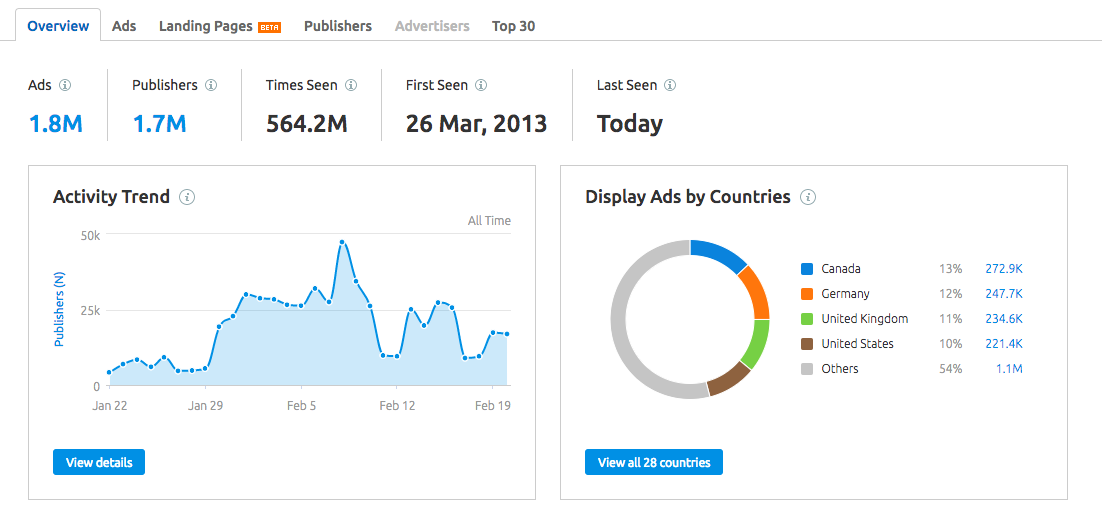 Overview Ads Landing Pages BETA Publishers Advertisers Top 30
Ads Publishers Times Seen First Seen Last Seen
1.8M 1.7M 564.2M 26 Mar, 2013 Today
Activity Trend
All Time
50k
25k
0
Publishers (N)
Jan 22 Jan 29 Feb 5 Feb 12 Feb 19
View details
Display Ads by Countries
Canada 13% 272.9K
Germany 12% 247.7K
United Kingdom 11% 234.6K
United States 10% 221.4K
Others 54% 1.1M
View all 28 countries